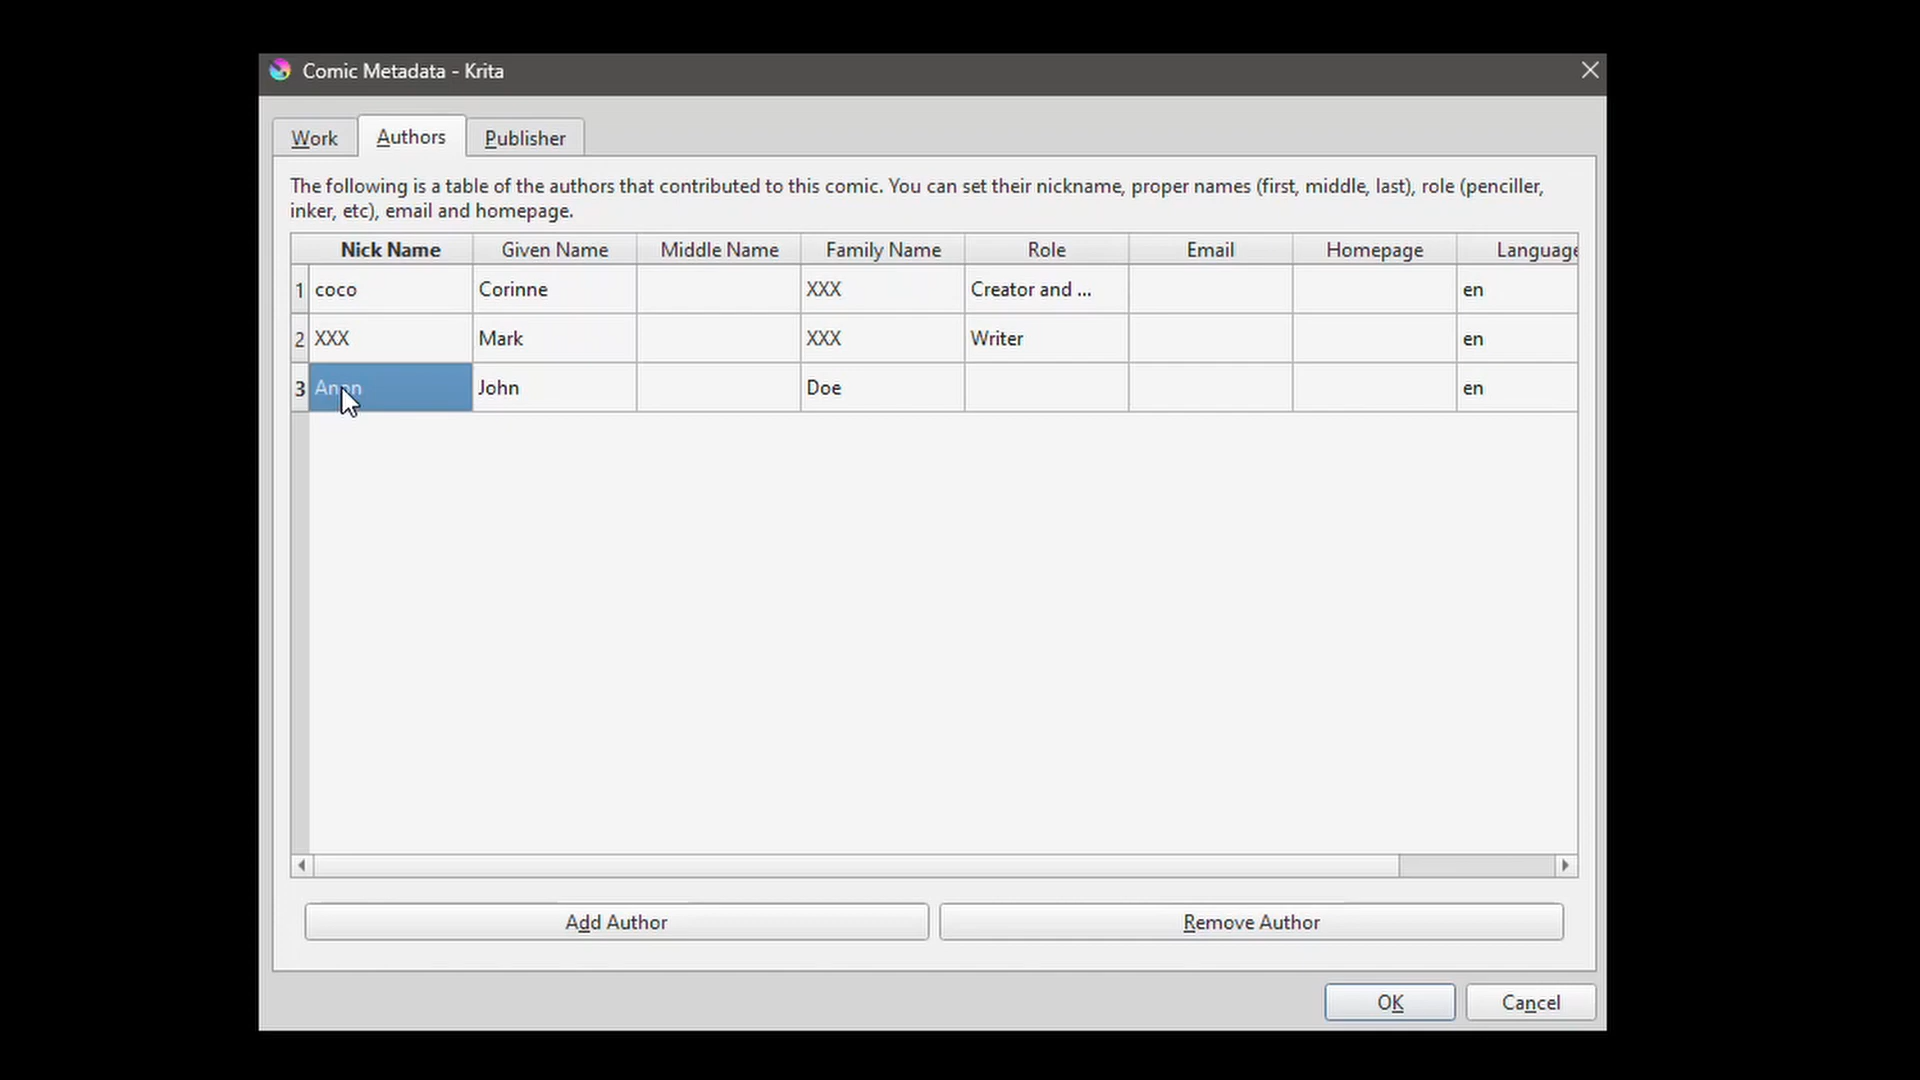 Comic Metadata - Krita
Work Authors Publisher
The following is a table of the authors that contributed to this comic. You can set their nickname, proper names (first, middle, last), role (penciller,
inker, etc), email and homepage.
Nick Name Given Name Middle Name Family Name Role Email Homepage Language
1 coco Corinne XXX Creator and ... en
2 XXX Mark XXX Writer en
3 Anon John Doe en
Add Author Remove Author
OK Cancel